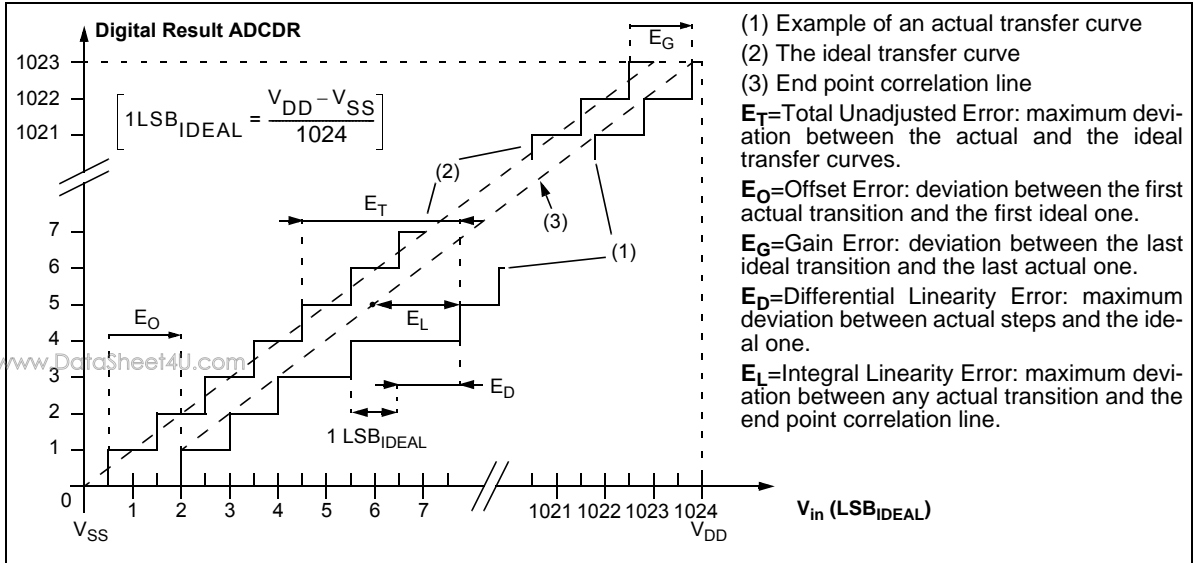 Digital Result ADCDR
E_G
1023
1022
1021
[1LSB_IDEAL = (V_DD – V_SS) / 1024]
(2)
E_T
(3)
(1)
7
6
5
4
3
2
1
0
E_O
E_L
E_D
1 LSB_IDEAL
www.DataSheet4U.com
1 2 3 4 5 6 7 1021 1022 1023 1024
V_SS
V_DD
V_in (LSB_IDEAL)
(1) Example of an actual transfer curve
(2) The ideal transfer curve
(3) End point correlation line
E_T=Total Unadjusted Error: maximum devi-
ation between the actual and the ideal
transfer curves.
E_O=Offset Error: deviation between the first
actual transition and the first ideal one.
E_G=Gain Error: deviation between the last
ideal transition and the last actual one.
E_D=Differential Linearity Error: maximum
deviation between actual steps and the ide-
al one.
E_L=Integral Linearity Error: maximum devi-
ation between any actual transition and the
end point correlation line.